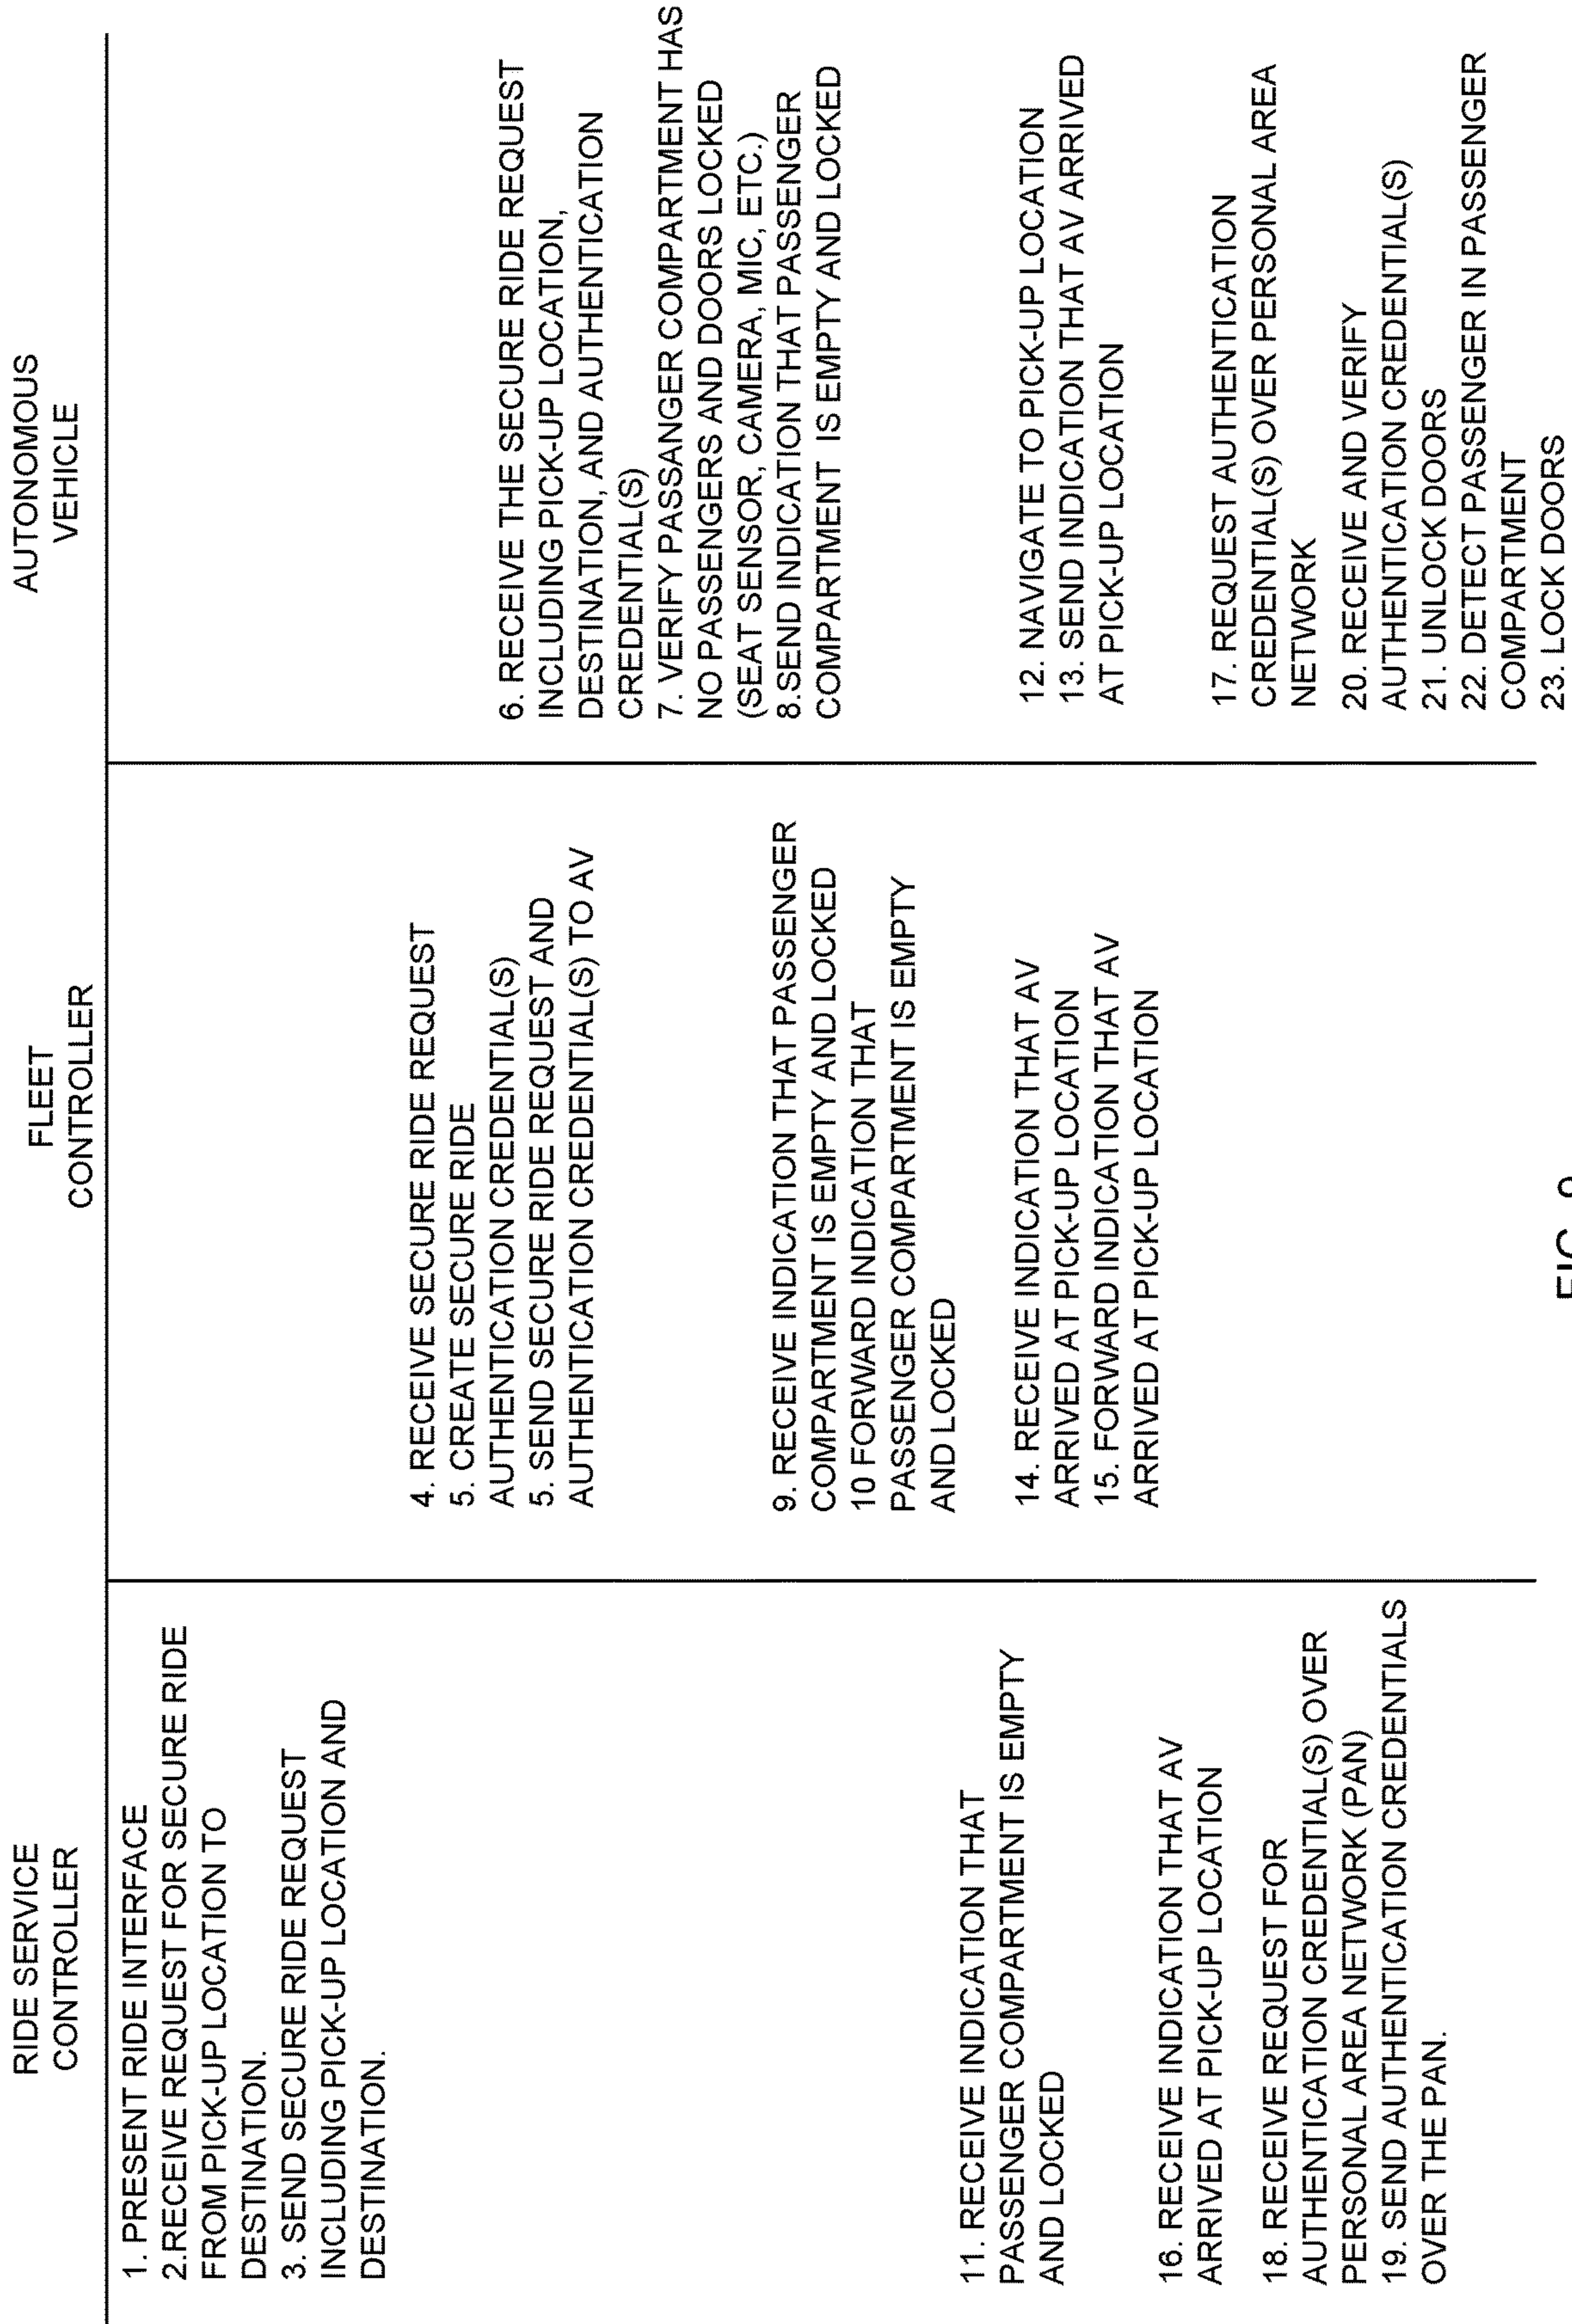 RIDE SERVICE
CONTROLLER
1. PRESENT RIDE INTERFACE
2.RECEIVE REQUEST FOR SECURE RIDE
FROM PICK-UP LOCATION TO
DESTINATION.
3. SEND SECURE RIDE REQUEST
INCLUDING PICK-UP LOCATION AND
DESTINATION.
11. RECEIVE INDICATION THAT
PASSENGER COMPARTMENT IS EMPTY
AND LOCKED
16. RECEIVE INDICATION THAT AV
ARRIVED AT PICK-UP LOCATION
18. RECEIVE REQUEST FOR
AUTHENTICATION CREDENTIAL(S) OVER
PERSONAL AREA NETWORK (PAN)
19. SEND AUTHENTICATION CREDENTIALS
OVER THE PAN.
FLEET
CONTROLLER
4. RECEIVE SECURE RIDE REQUEST
5. CREATE SECURE RIDE
AUTHENTICATION CREDENTIAL(S)
5. SEND SECURE RIDE REQUEST AND
AUTHENTICATION CREDENTIAL(S) TO AV
9. RECEIVE INDICATION THAT PASSENGER
COMPARTMENT IS EMPTY AND LOCKED
10 FORWARD INDICATION THAT
PASSENGER COMPARTMENT IS EMPTY
AND LOCKED
14. RECEIVE INDICATION THAT AV
ARRIVED AT PICK-UP LOCATION
15. FORWARD INDICATION THAT AV
ARRIVED AT PICK-UP LOCATION
AUTONOMOUS
VEHICLE
6. RECEIVE THE SECURE RIDE REQUEST
INCLUDING PICK-UP LOCATION,
DESTINATION, AND AUTHENTICATION
CREDENTIAL(S)
7. VERIFY PASSANGER COMPARTMENT HAS
NO PASSENGERS AND DOORS LOCKED
(SEAT SENSOR, CAMERA, MIC, ETC.)
8.SEND INDICATION THAT PASSENGER
COMPARTMENT IS EMPTY AND LOCKED
12. NAVIGATE TO PICK-UP LOCATION
13. SEND INDICATION THAT AV ARRIVED
AT PICK-UP LOCATION
17. REQUEST AUTHENTICATION
CREDENTIAL(S) OVER PERSONAL AREA
NETWORK
20. RECEIVE AND VERIFY
AUTHENTICATION CREDENTIAL(S)
21. UNLOCK DOORS
22. DETECT PASSENGER IN PASSENGER
COMPARTMENT
23. LOCK DOORS
FIG.